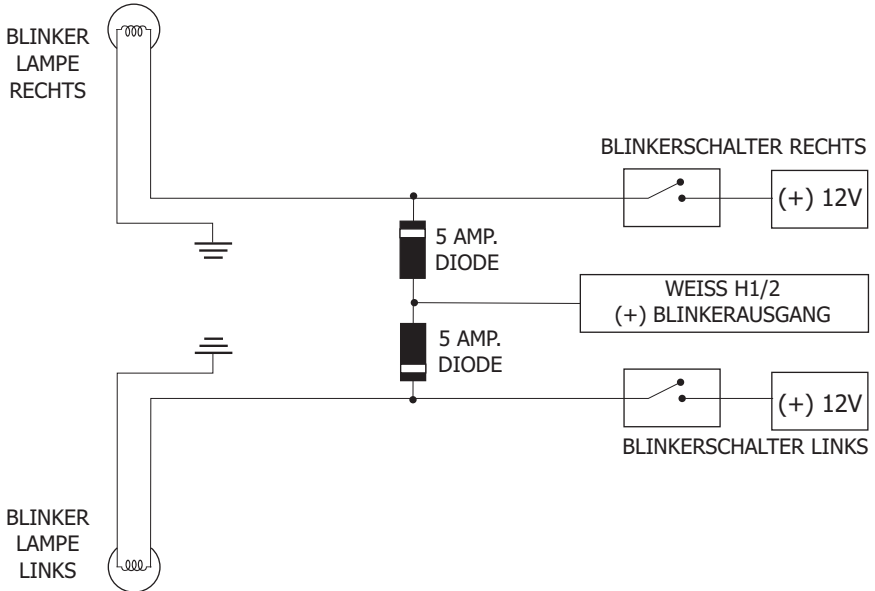 BLINKER
LAMPE
RECHTS
BLINKERSCHALTER RECHTS
(+) 12V
5 AMP.
DIODE
WEISS H1/2
(+) BLINKERAUSGANG
5 AMP.
DIODE
(+) 12V
BLINKERSCHALTER LINKS
BLINKER
LAMPE
LINKS